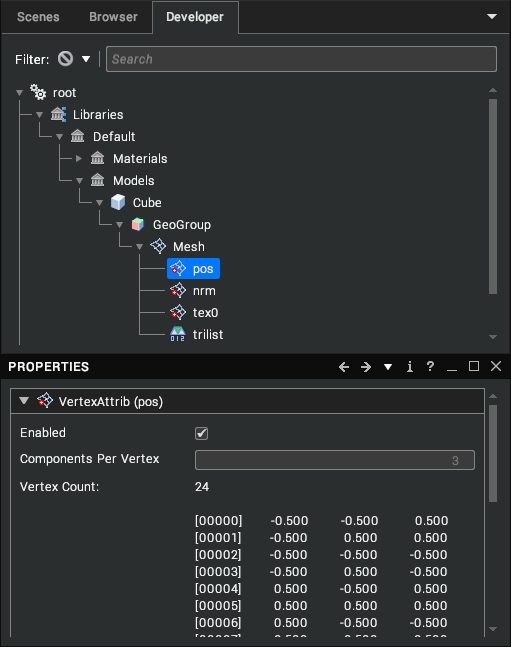 Scenes Browser Developer
Filter: Search
root
Libraries
Default
Materials
Models
Cube
GeoGroup
Mesh
pos
nrm
tex0
trilist
PROPERTIES
VertexAttrib (pos)
Enabled
Components Per Vertex 3
Vertex Count: 24
[00000] -0.500 -0.500 0.500
[00001] -0.500 0.500 0.500
[00002] -0.500 -0.500 -0.500
[00003] -0.500 0.500 -0.500
[00004] 0.500 0.500 0.500
[00005] 0.500 0.500 0.500
[00006] 0.500 0.500 -0.500